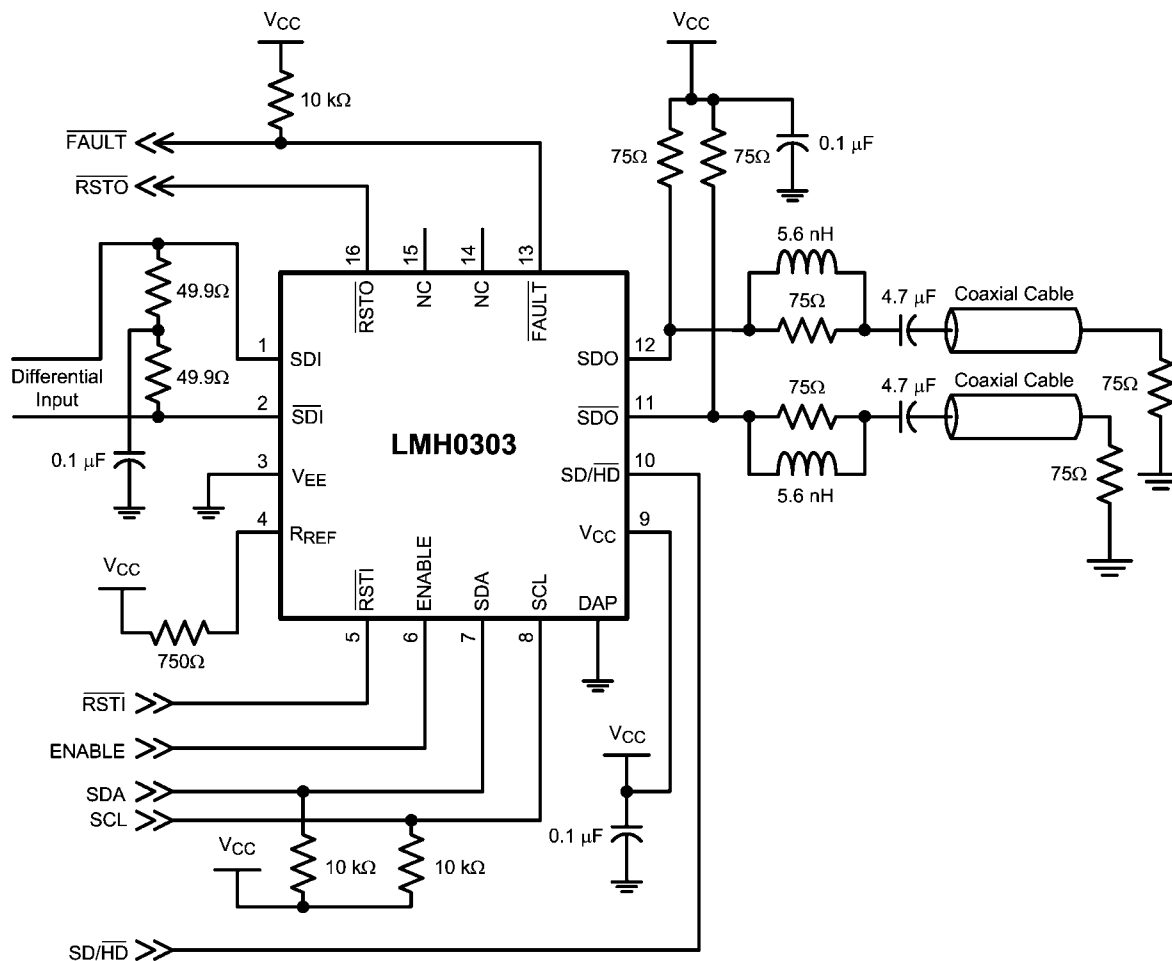 VCC
VCC
10 kΩ
FAULT
75Ω
75Ω
0.1 µF
RSTO
5.6 nH
16
15
14
13
RSTO
NC
NC
FAULT
49.9Ω
75Ω
4.7 µF
Coaxial Cable
1
SDI
SDO
12
Differential
Input
49.9Ω
75Ω
4.7 µF
Coaxial Cable
75Ω
2
SDI
SDO
11
LMH0303
0.1 µF
3
VEE
SD/HD
10
5.6 nH
75Ω
4
RREF
VCC
9
VCC
RSTI
ENABLE
SDA
SCL
DAP
5
6
7
8
750Ω
RSTI
ENABLE
VCC
SDA
SCL
0.1 µF
VCC
10 kΩ
10 kΩ
SD/HD